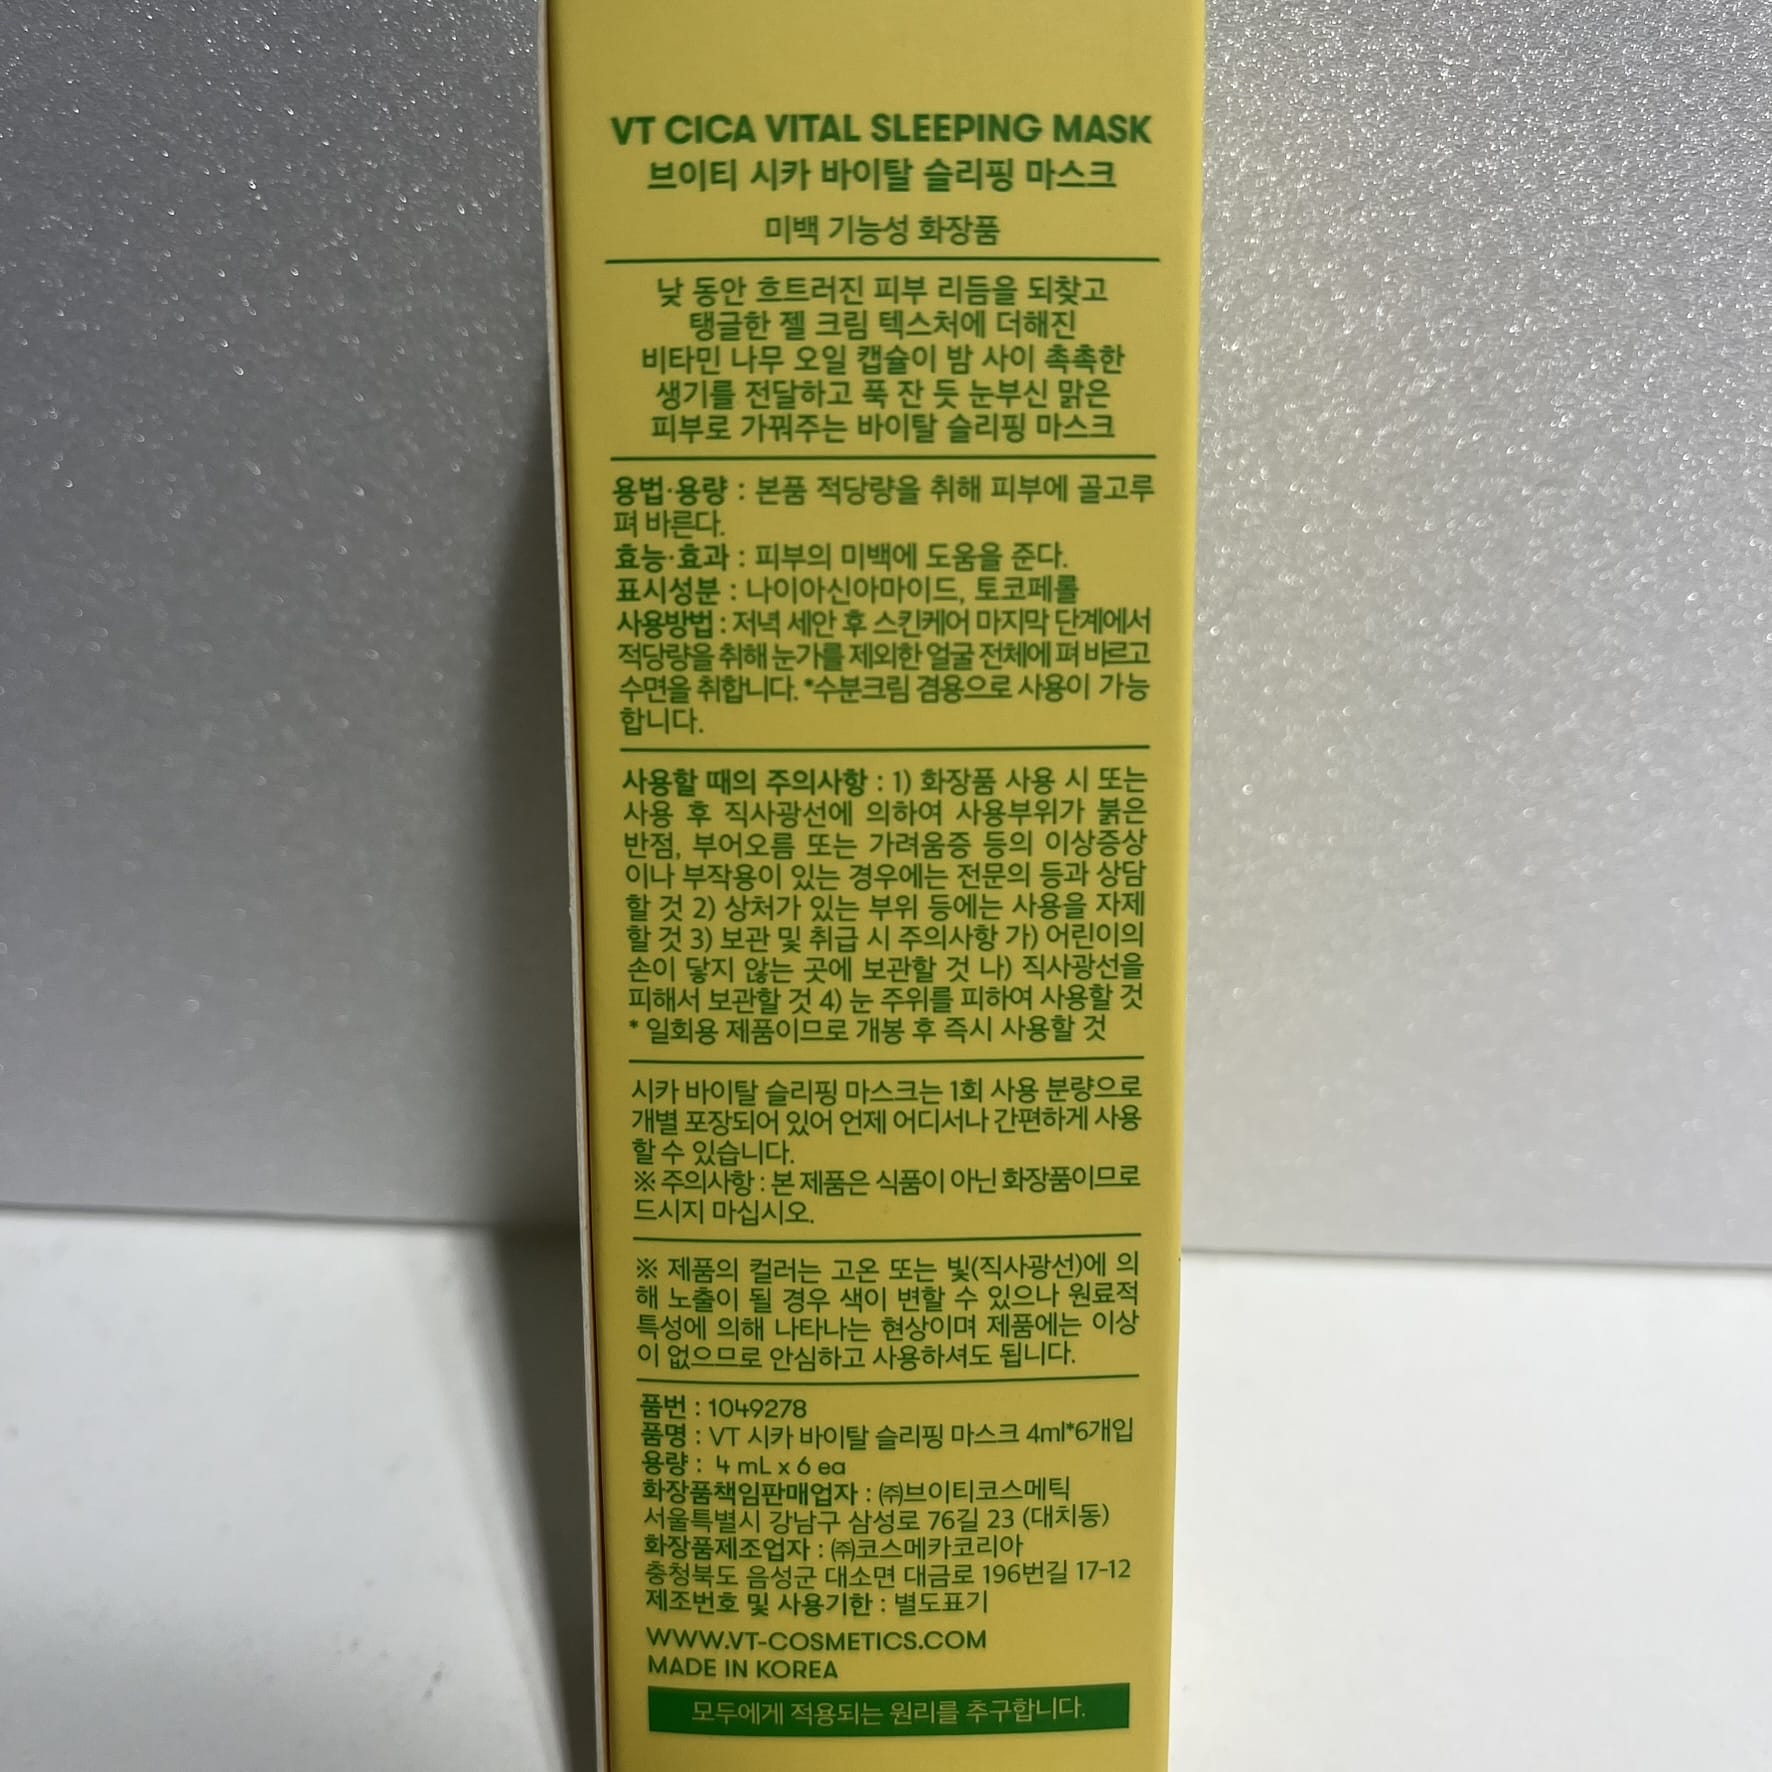 VT CICA VITAL SLEEPING MASK
브이티 시카 바이탈 슬리핑 마스크
미백 기능성 화장품
낮 동안 흐트러진 피부 리듬을 되찾고
탱글한 젤 크림 텍스처에 더해진
비타민 나무 오일 캡슐이 밤 사이 촉촉한
생기를 전달하고 푹 잔 듯 눈부신 맑은
피부로 가꿔주는 바이탈 슬리핑 마스크
용법·용량 : 본품 적당량을 취해 피부에 골고루
펴 바른다.
효능·효과 : 피부의 미백에 도움을 준다.
표시성분 : 나이아신아마이드, 토코페롤
사용방법 : 저녁 세안 후 스킨케어 마지막 단계에서
적당량을 취해 눈가를 제외한 얼굴 전체에 펴 바르고
수면을 취합니다. *수분크림 겸용으로 사용이 가능
합니다.
사용할 때의 주의사항 : 1) 화장품 사용 시 또는
사용 후 직사광선에 의하여 사용부위가 붉은
반점, 부어오름 또는 가려움증 등의 이상증상
이나 부작용이 있는 경우에는 전문의 등과 상담
할 것 2) 상처가 있는 부위 등에는 사용을 자제
할 것 3) 보관 및 취급 시 주의사항 가) 어린이의
손이 닿지 않는 곳에 보관할 것 나) 직사광선을
피해서 보관할 것 4) 눈 주위를 피하여 사용할 것
* 일회용 제품이므로 개봉 후 즉시 사용할 것
시카 바이탈 슬리핑 마스크는 1회 사용 분량으로
개별 포장되어 있어 언제 어디서나 간편하게 사용
할 수 있습니다.
※ 주의사항 : 본 제품은 식품이 아닌 화장품이므로
드시지 마십시오.
※ 제품의 컬러는 고온 또는 빛(직사광선)에 의
해 노출이 될 경우 색이 변할 수 있으나 원료적
특성에 의해 나타나는 현상이며 제품에는 이상
이 없으므로 안심하고 사용하셔도 됩니다.
품번 : 1049278
품명 : VT 시카 바이탈 슬리핑 마스크 4ml*6개입
용량 : 4 mL x 6 ea
화장품책임판매업자 : ㈜브이티코스메틱
서울특별시 강남구 삼성로 76길 23 (대치동)
화장품제조업자 : ㈜코스메카코리아
충청북도 음성군 대소면 대금로 196번길 17-12
제조번호 및 사용기한 : 별도표기
WWW.VT-COSMETICS.COM
MADE IN KOREA
모두에게 적용되는 원리를 추구합니다.